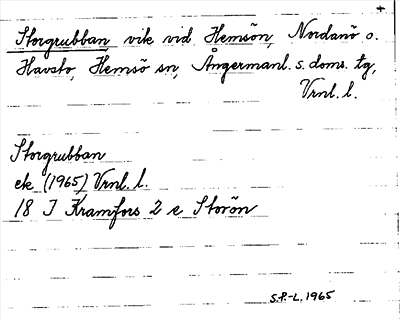 Storgrubban vik vid Hemsön, Nordanö o.
Havsto, Hemsö sn, Ångermanl. s. doms. tg,
Vrnl. l.
Storgrubban
ek (1965) Vrnl. l.
18 I Kramfors 2 e Storön
S.P.-L. 1965